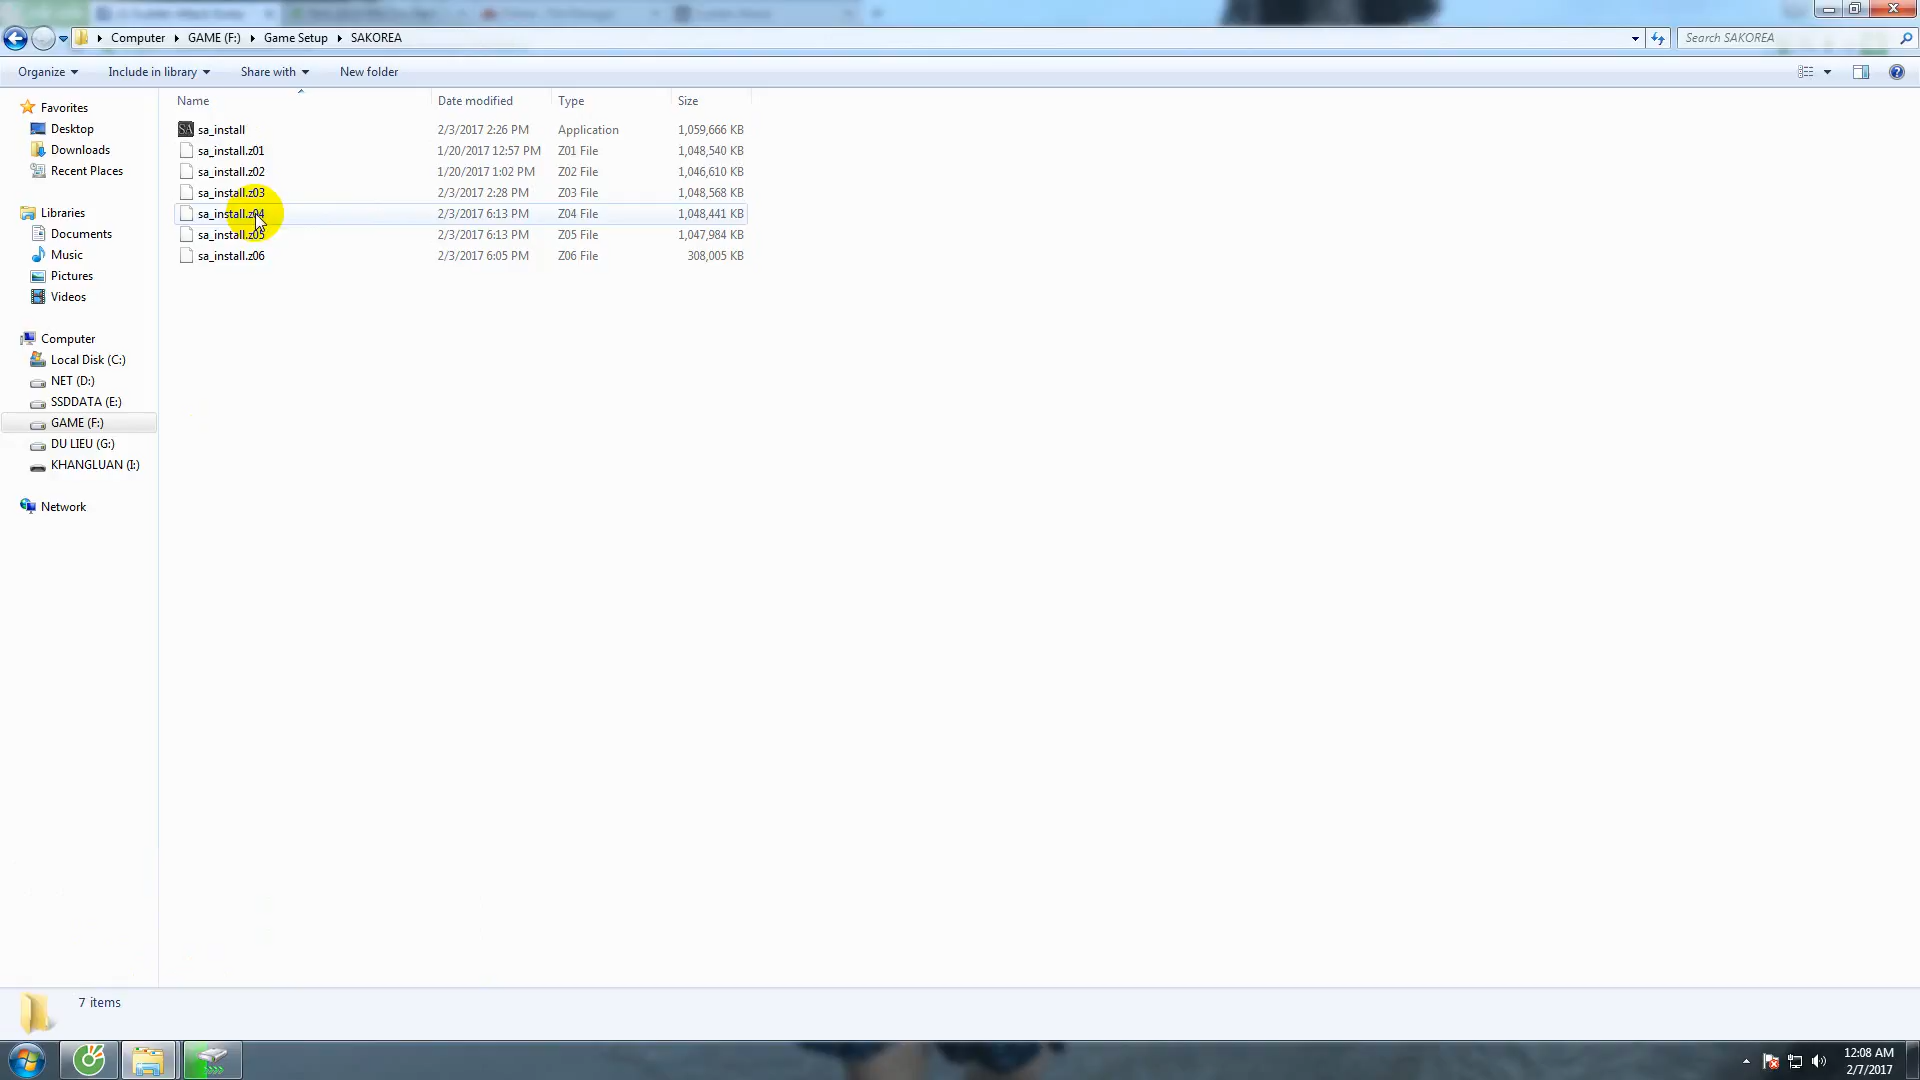 Computer GAME (F:) Game Setup SAKOREA
Search SAKOREA
Organize Include in library Share with New folder
Name Date modified Type Size
sa_install 2/3/2017 2:26 PM Application 1,059,666 KB
sa_install.z01 1/20/2017 12:57 PM Z01 File 1,048,540 KB
sa_install.z02 1/20/2017 1:02 PM Z02 File 1,046,610 KB
sa_install.z03 2/3/2017 2:28 PM Z03 File 1,048,568 KB
sa_install.z04 2/3/2017 6:13 PM Z04 File 1,048,441 KB
sa_install.z05 2/3/2017 6:13 PM Z05 File 1,047,984 KB
sa_install.z06 2/3/2017 6:05 PM Z06 File 308,005 KB
Favorites
Desktop
Downloads
Recent Places
Libraries
Documents
Music
Pictures
Videos
Computer
Local Disk (C:)
NET (D:)
SSDDATA (E:)
GAME (F:)
DU LIEU (G:)
KHANGLUAN (I:)
Network
7 items
12:08 AM
2/7/2017